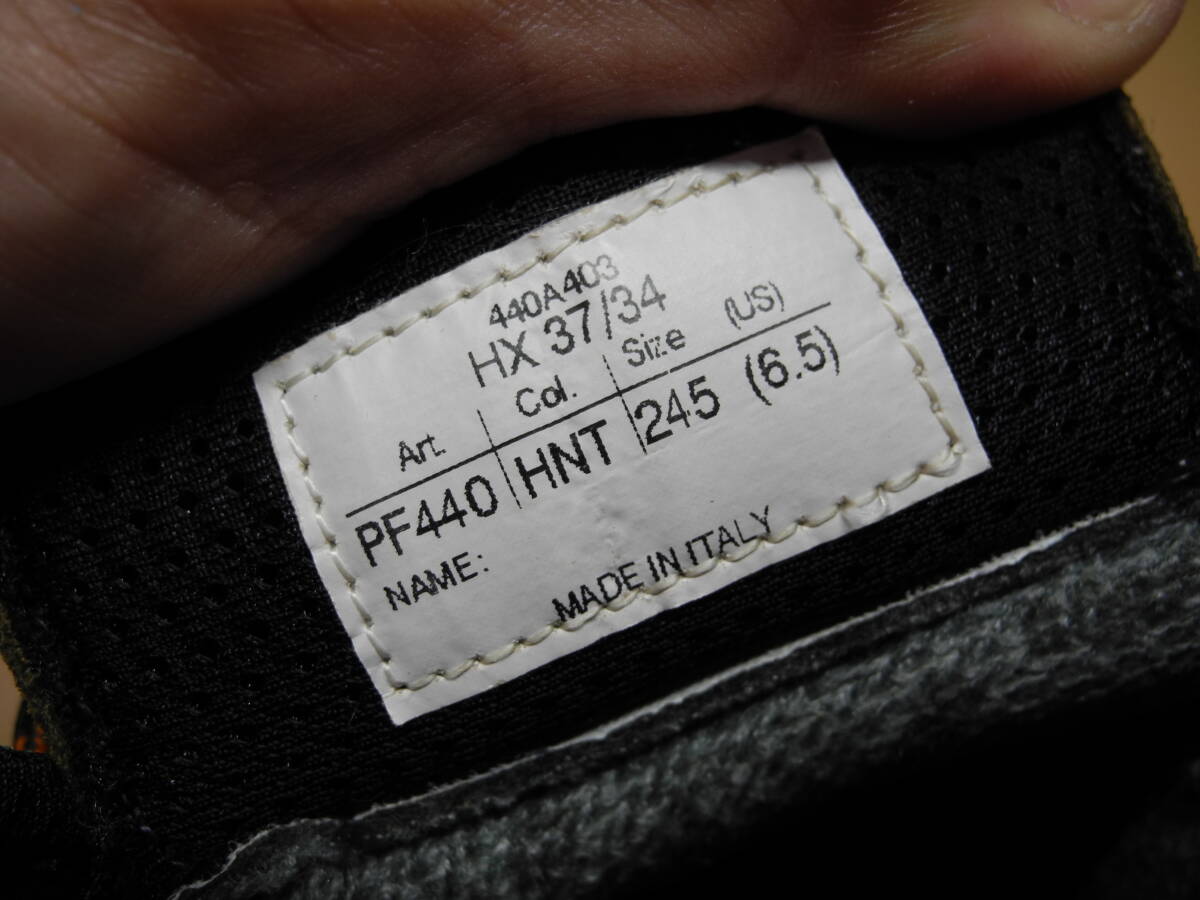 440A403
HX 37/34
Art. Col. Size (US)
PF440 HNT 245 (6.5)
NAME:
MADE IN ITALY